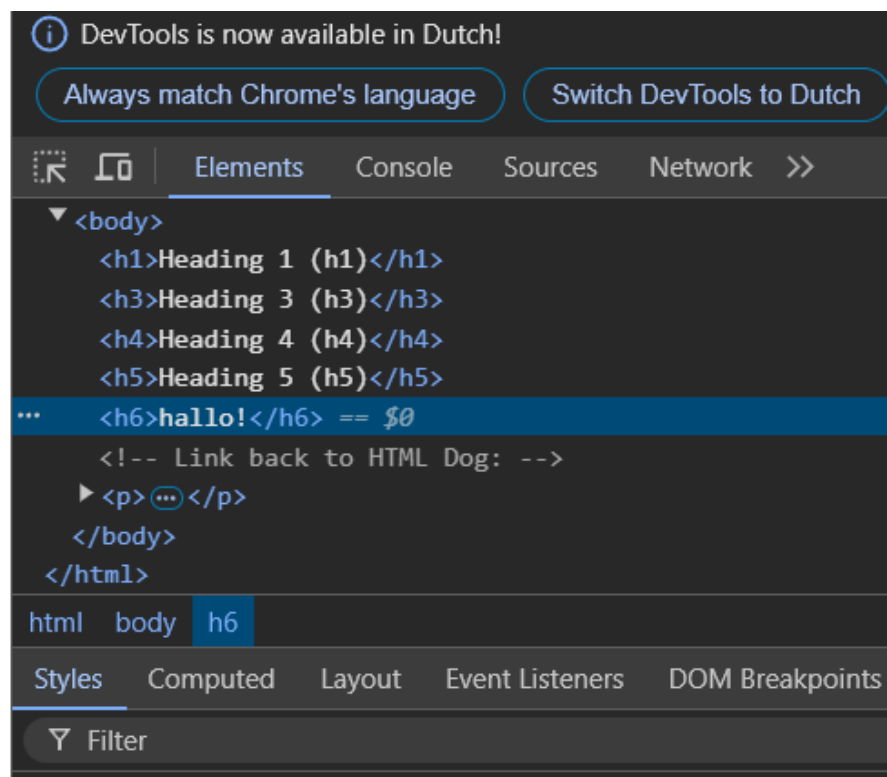 DevTools is now available in Dutch!
Always match Chrome's language Switch DevTools to Dutch
Elements Console Sources Network
<body>
<h1>Heading 1 (h1)</h1>
<h3>Heading 3 (h3)</h3>
<h4>Heading 4 (h4)</h4>
<h5>Heading 5 (h5)</h5>
<h6>hallo!</h6> == $0
<!-- Link back to HTML Dog: -->
<p>…</p>
</body>
</html>
html body h6
Styles Computed Layout Event Listeners DOM Breakpoints
Filter